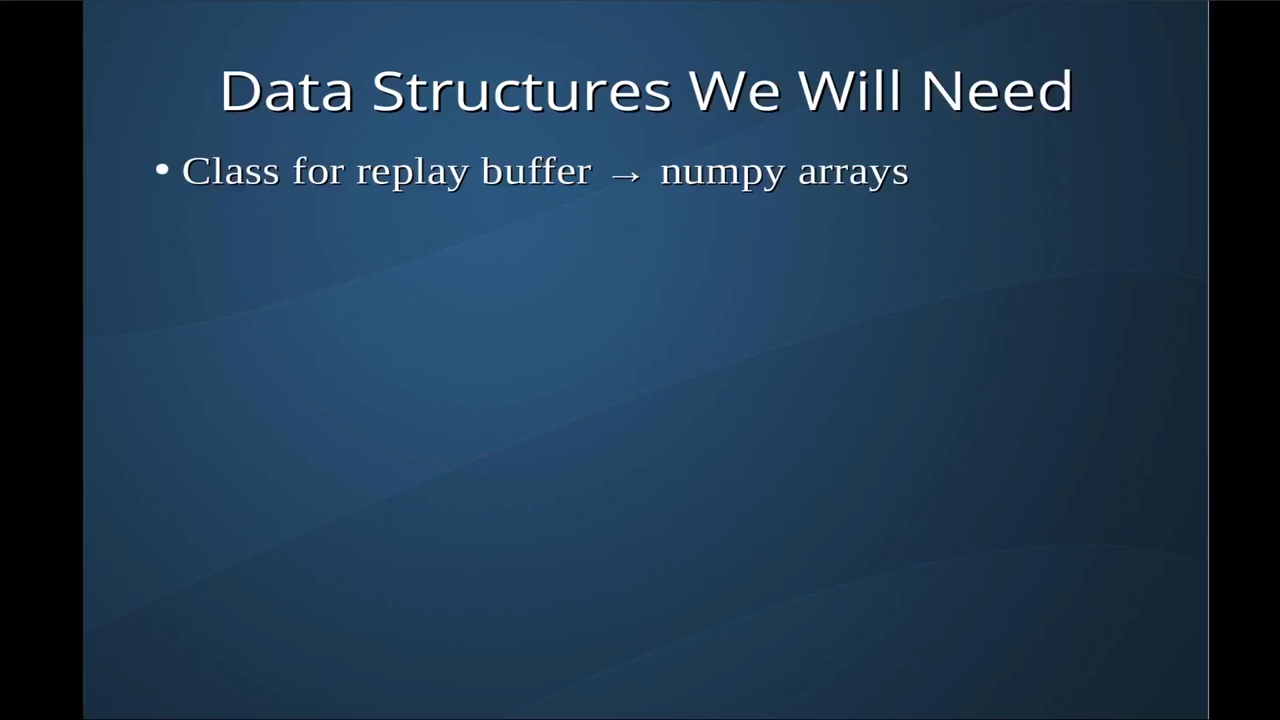 Data Structures We Will Need
• Class for replay buffer → numpy arrays